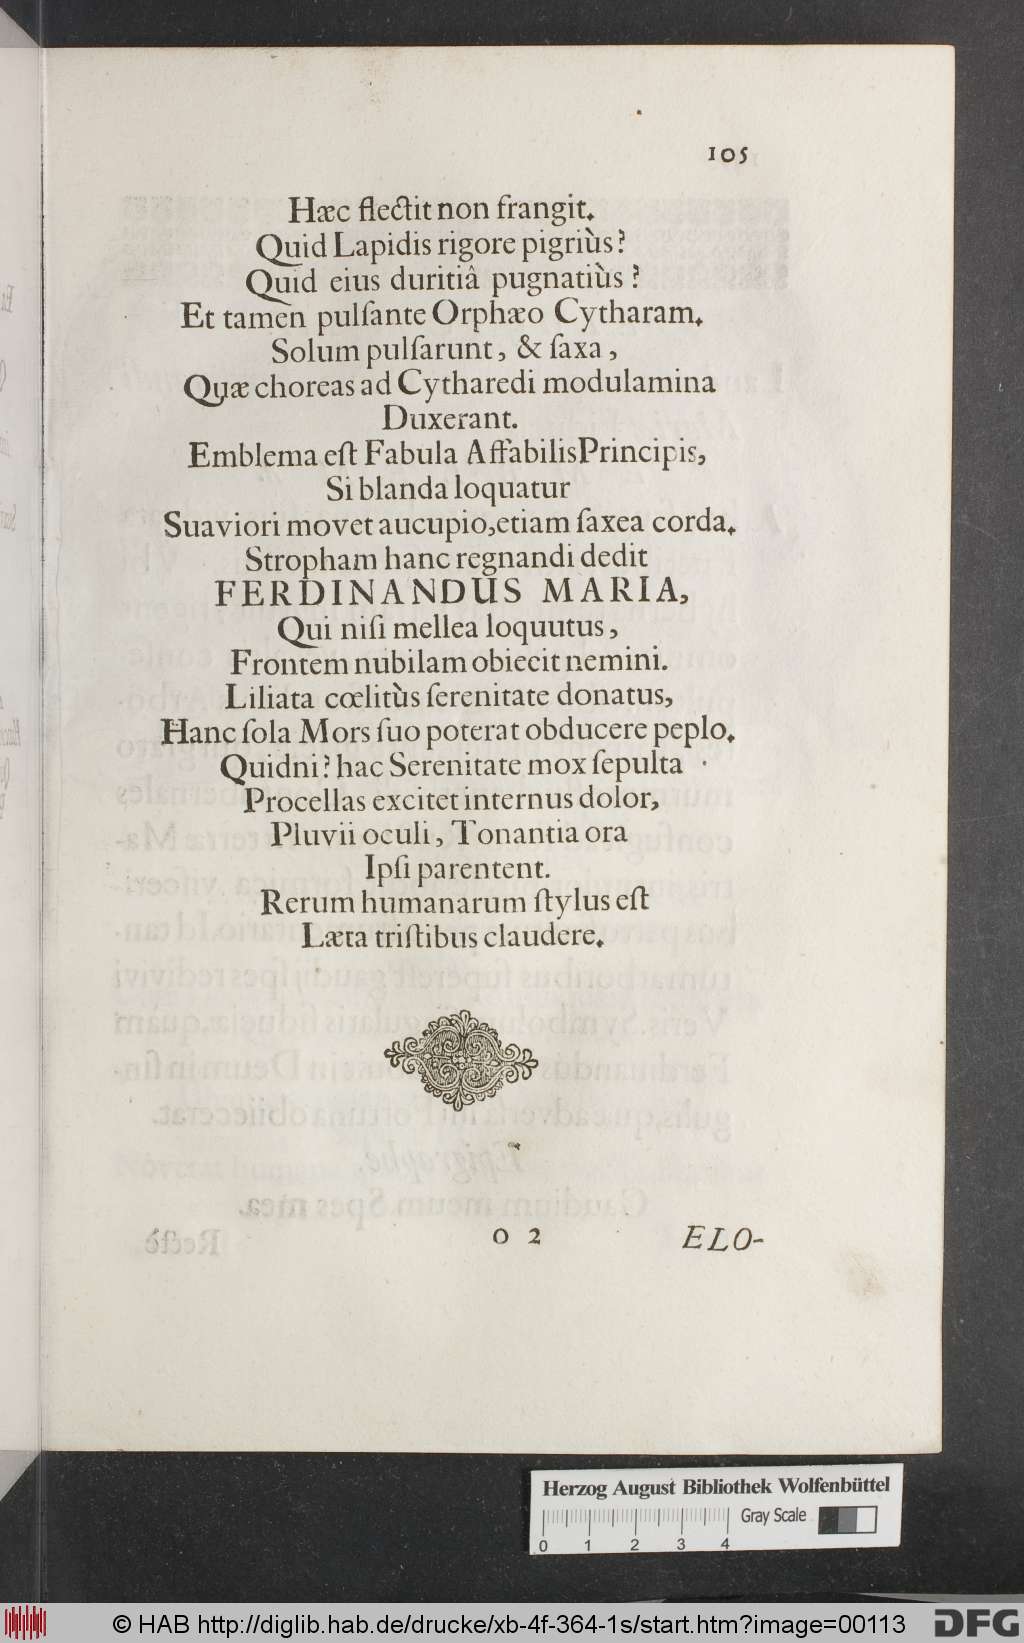 105
Hæc flectit non frangit.
Quid Lapidis rigore pigriùs?
Quid eius duritiâ pugnatiùs?
Et tamen pulſante Orphæo Cytharam.
Solum pulſarunt, & ſaxa,
Quæ choreas ad Cytharedi modulamina
Duxerant.
Emblema eſt Fabula Affabilis Principis,
Si blanda loquatur
Suaviori movet aucupio, etiam ſaxea corda.
Stropham hanc regnandi dedit
FERDINANDUS MARIA,
Qui niſi mellea loquutus,
Frontem nubilam obiecit nemini.
Liliata cœlitùs ſerenitate donatus,
Hanc ſola Mors ſuo poterat obducere peplo.
Quidni? hac Serenitate mox ſepulta
Procellas excitet internus dolor,
Pluvii oculi, Tonantia ora
Ipſi parentent.
Rerum humanarum ſtylus eſt
Læta triſtibus claudere.
O 2 ELO-
Herzog August Bibliothek Wolfenbüttel
Gray Scale
0 1 2 3 4
© HAB http://diglib.hab.de/drucke/xb-4f-364-1s/start.htm?image=00113
DFG